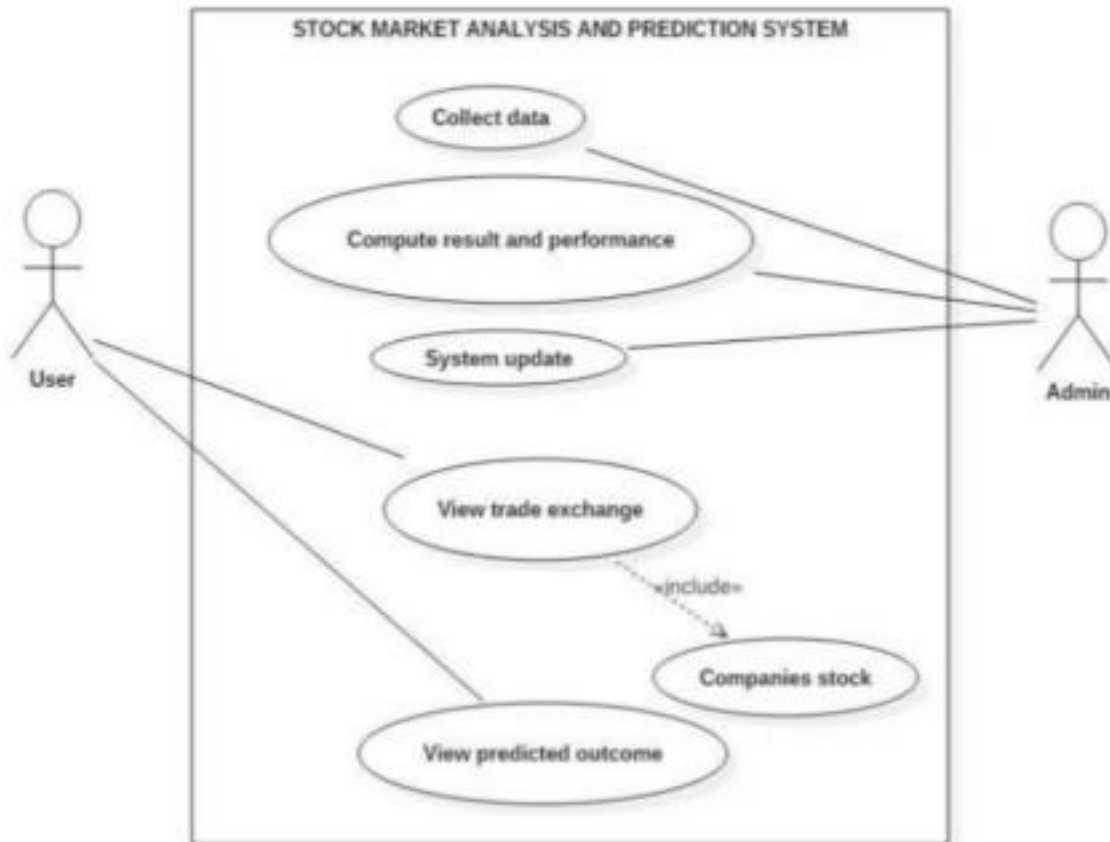 STOCK MARKET ANALYSIS AND PREDICTION SYSTEM
Collect data
Compute result and performance
System update
User
Admin
View trade exchange
«include»
Companies stock
View predicted outcome